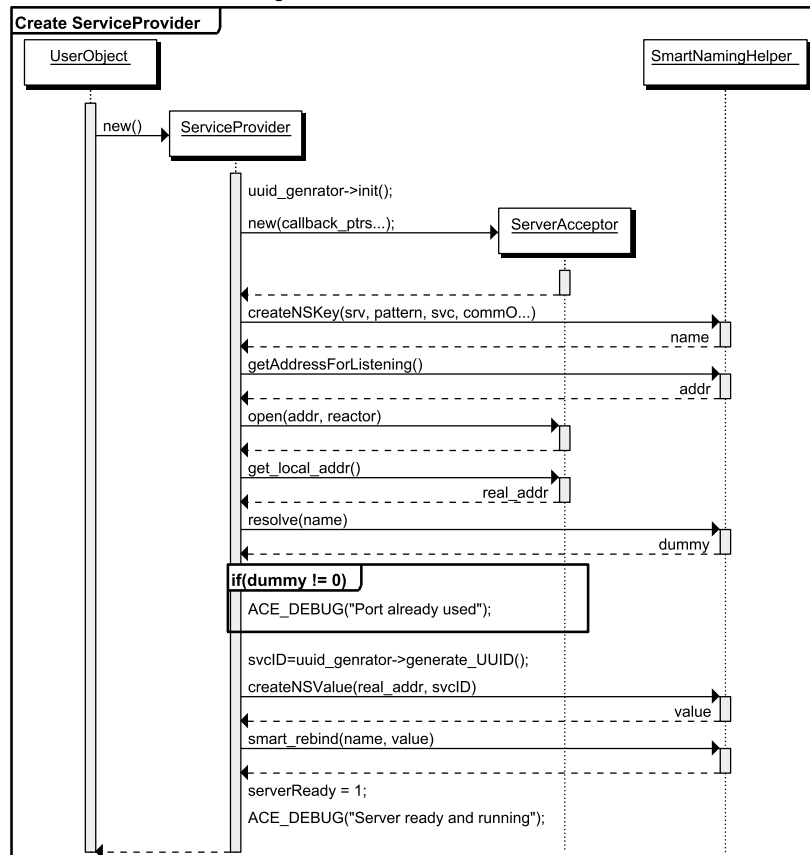 Create ServiceProvider
UserObject
SmartNamingHelper
new()
ServiceProvider
uuid_genrator->init();
new(callback_ptrs...);
ServerAcceptor
createNSKey(srv, pattern, svc, commO...)
name
getAddressForListening()
addr
open(addr, reactor)
get_local_addr()
real_addr
resolve(name)
dummy
if(dummy != 0)
ACE_DEBUG("Port already used");
svcID=uuid_genrator->generate_UUID();
createNSValue(real_addr, svcID)
value
smart_rebind(name, value)
serverReady = 1;
ACE_DEBUG("Server ready and running");